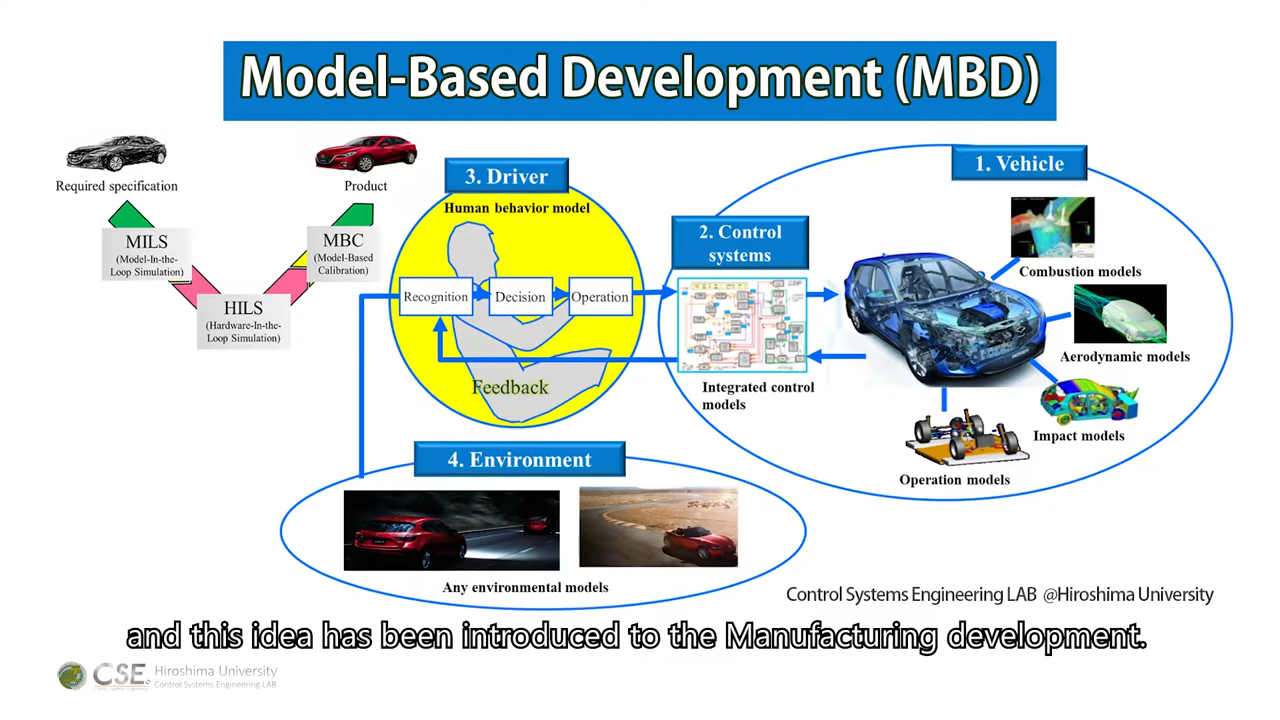 Model-Based Development (MBD)
Required specification
Product
MILS
(Model-In-the-
Loop Simulation)
MBC
(Model-Based
Calibration)
HILS
(Hardware-In-the-
Loop Simulation)
3. Driver
Human behavior model
Recognition
Decision
Operation
Feedback
2. Control
systems
Integrated control
models
1. Vehicle
Combustion models
Aerodynamic models
Impact models
Operation models
4. Environment
Any environmental models
Control Systems Engineering LAB @Hiroshima University
and this idea has been introduced to the Manufacturing development.
CSE
Hiroshima University
Control Systems Engineering LAB